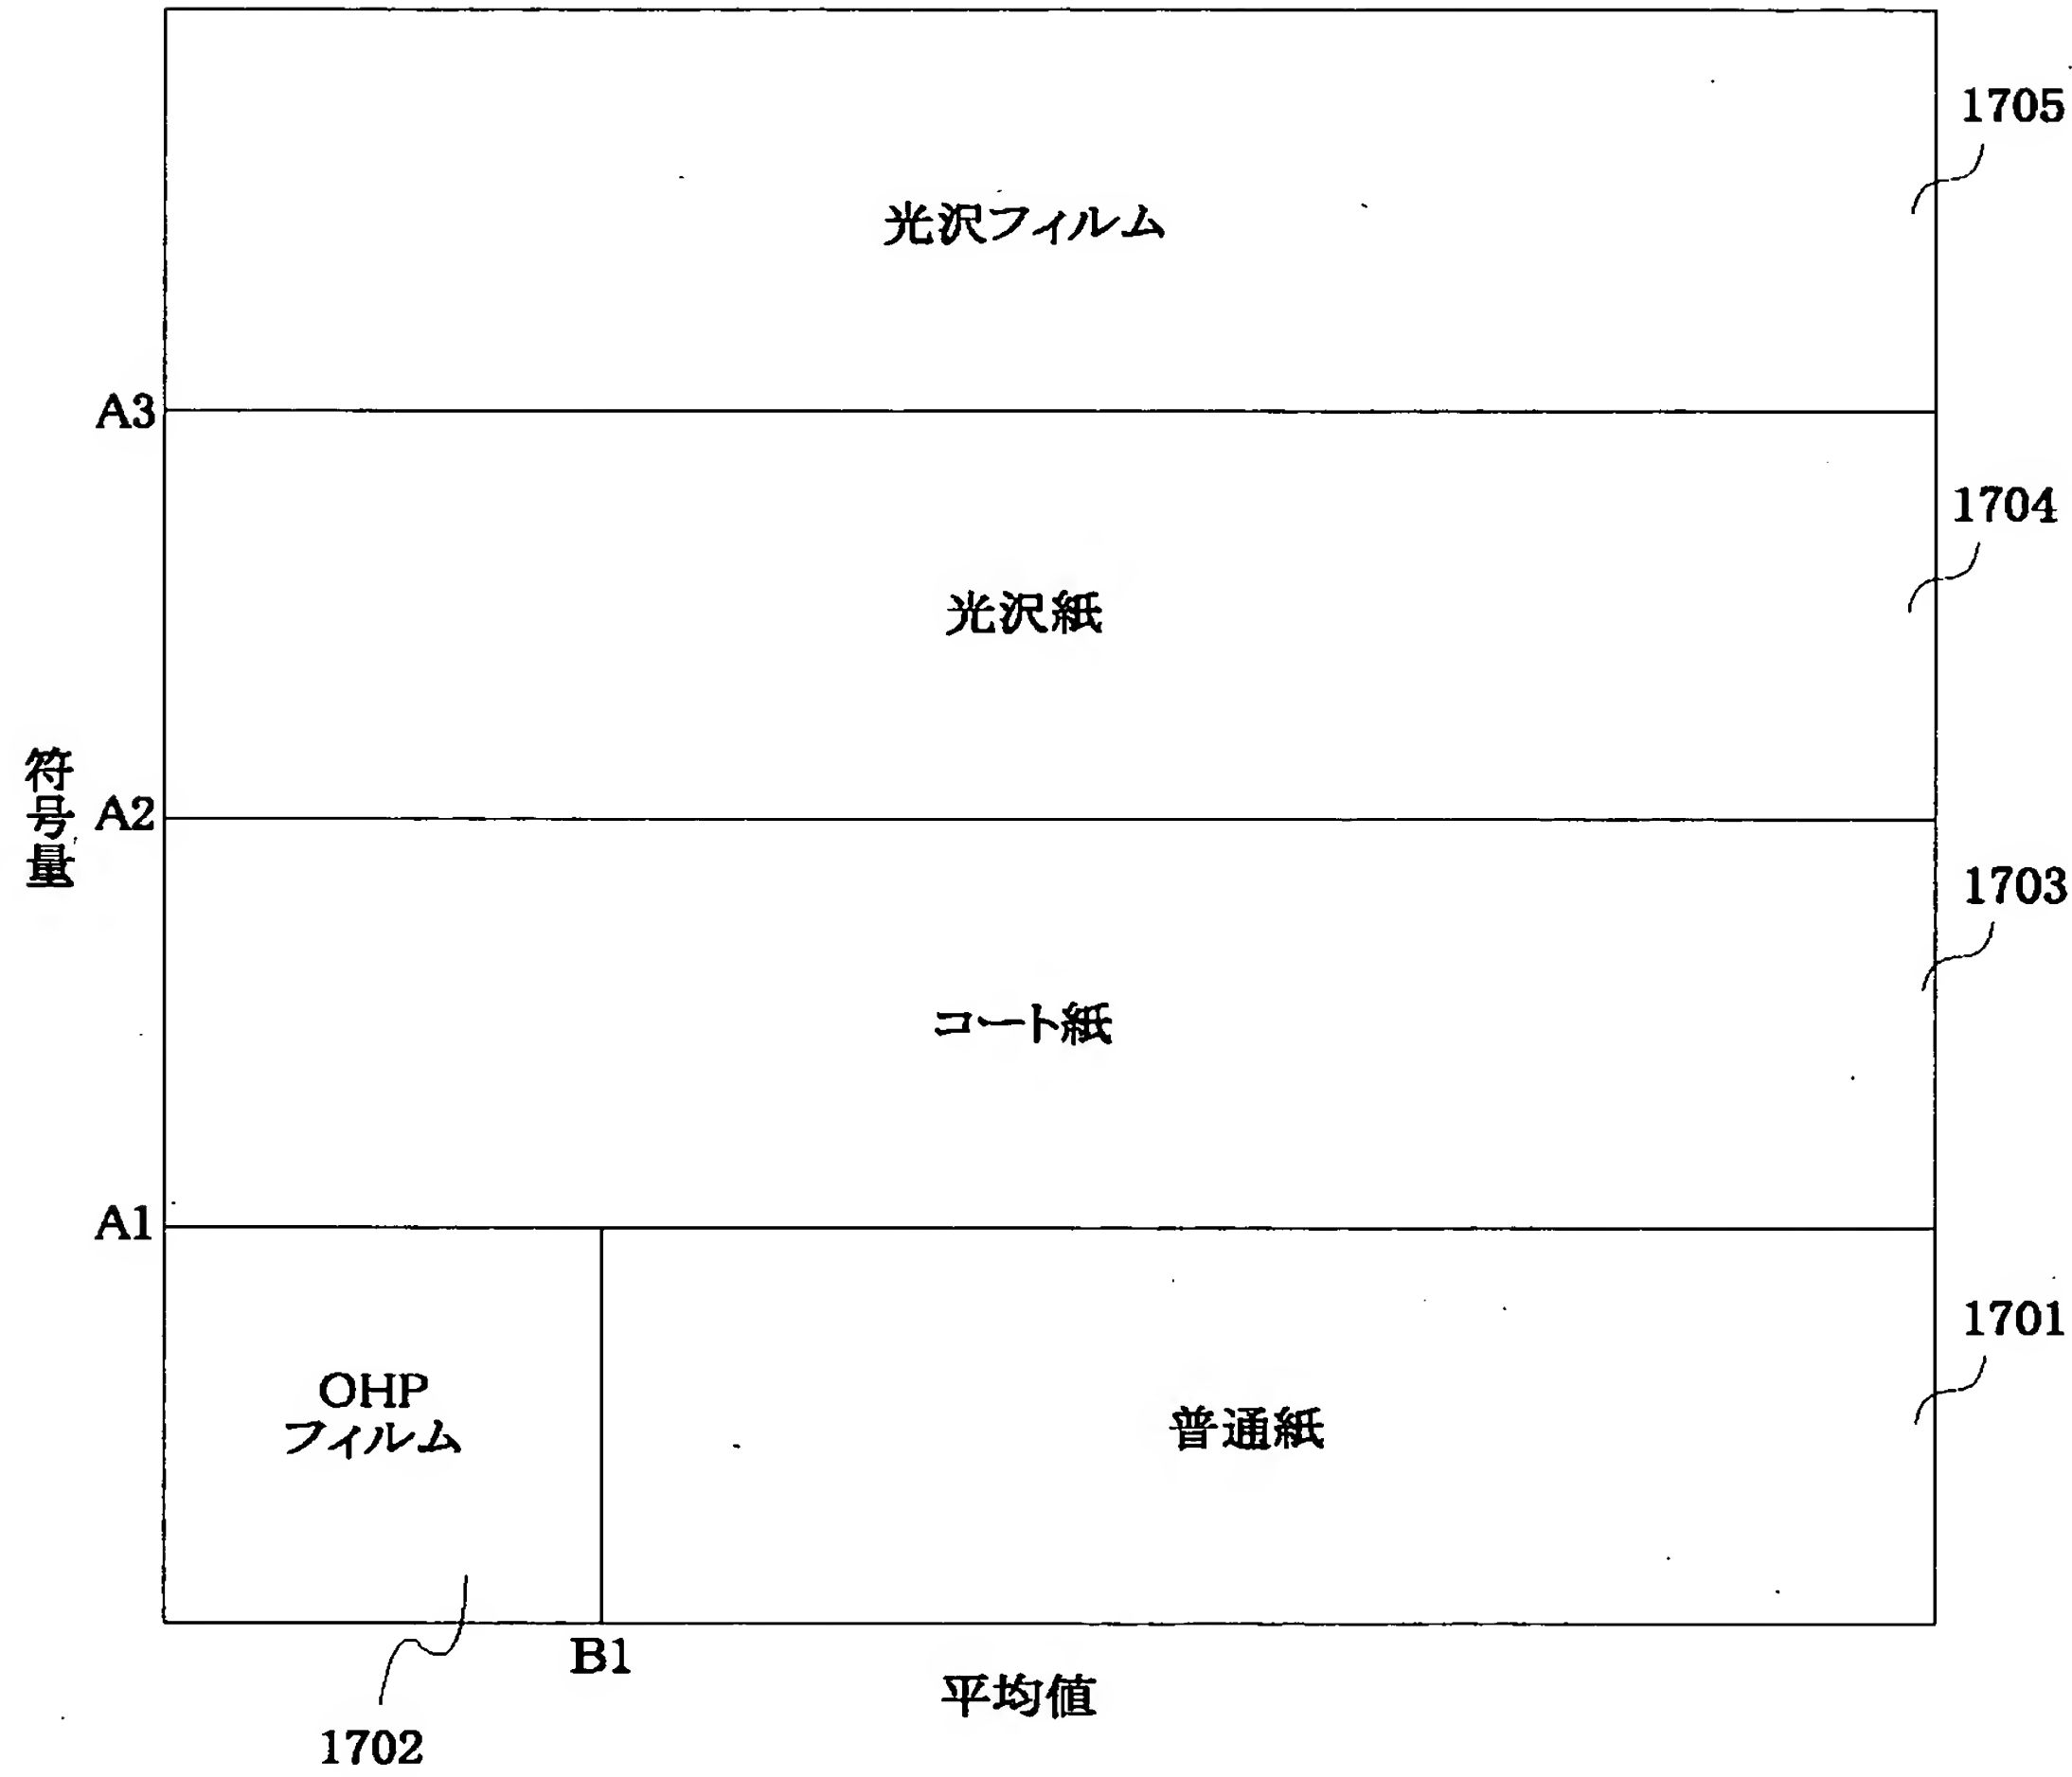 1705
光沢フィルム
A3
1704
光沢紙
符号量
A2
1703
コート紙
A1
1701
OHP
フィルム
普通紙
B1
平均値
1702